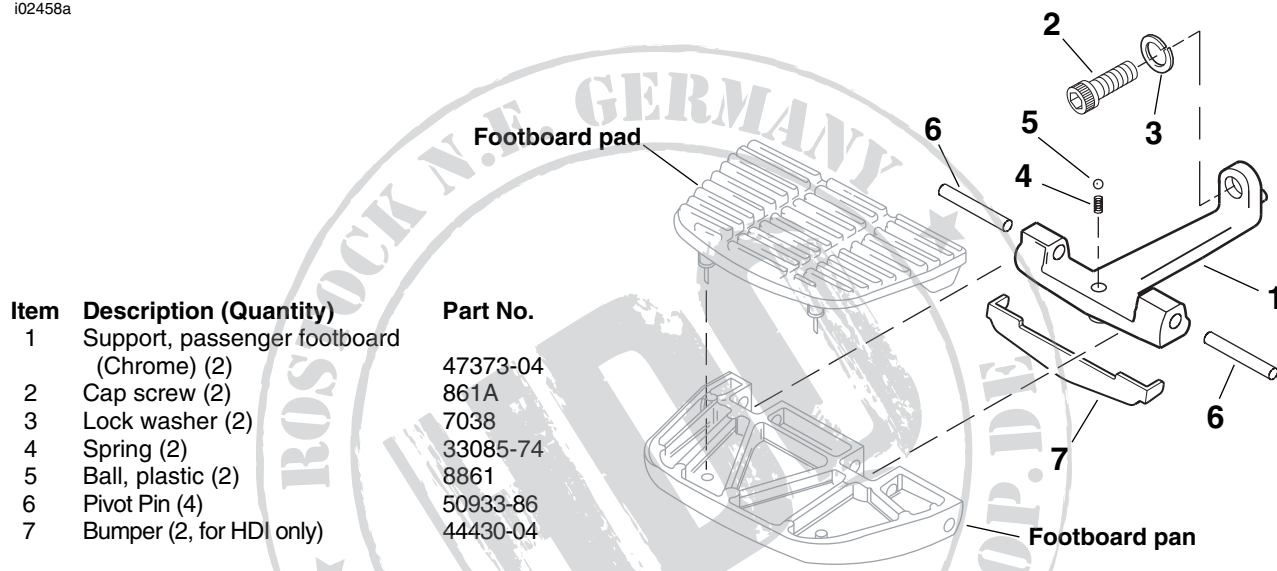 i02458a
Item Description (Quantity) Part No.
1 Support, passenger footboard
(Chrome) (2) 47373-04
2 Cap screw (2) 861A
3 Lock washer (2) 7038
4 Spring (2) 33085-74
5 Ball, plastic (2) 8861
6 Pivot Pin (4) 50933-86
7 Bumper (2, for HDI only) 44430-04
Footboard pad
2
3
6
5
4
1
6
7
Footboard pan
ROSTOCK N.E. GERMANY